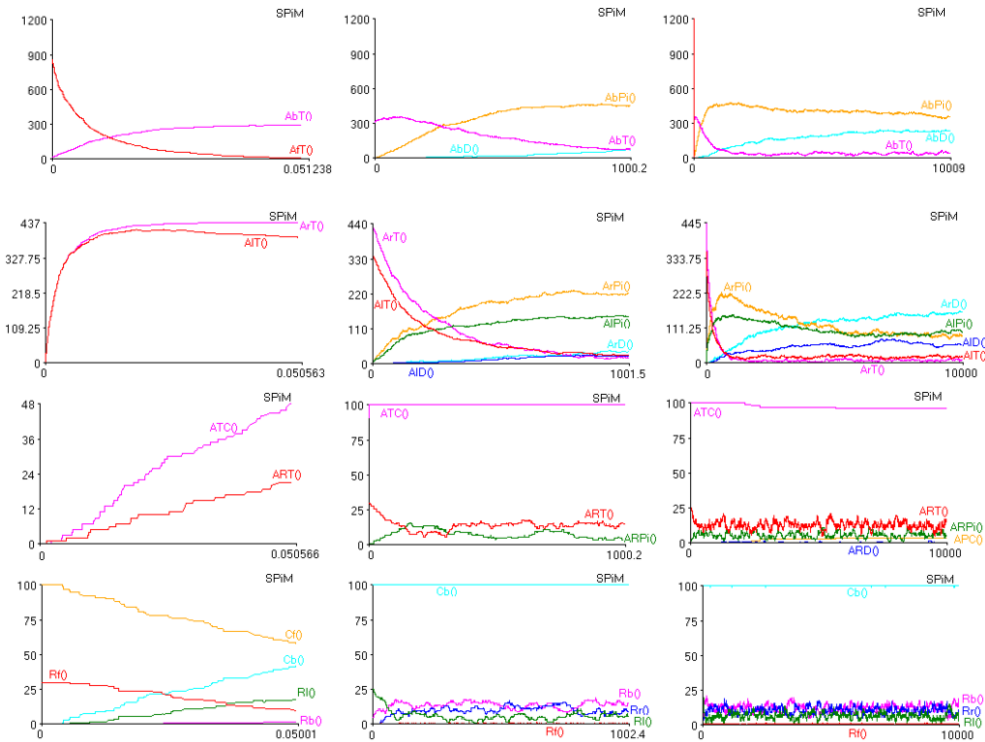 SPiM
1200
900
600
300
0
AbT()
AfT()
0
0.051238
SPiM
1200
900
600
300
0
AbPi()
AbT()
AbD()
0
1000.2
SPiM
1200
900
600
300
0
AbPi()
AbD()
AbT()
0
10009
SPiM
437
327.75
218.5
109.25
0
ArT()
AlT()
0
0.050563
SPiM
440
330
220
110
0
ArT()
AlT()
ArPi()
AlPi()
ArD()
AlD()
0
1001.5
SPiM
445
333.75
222.5
111.25
0
ArPi()
ArD()
AlPi()
AlD()
AlT()
ArT()
0
10000
SPiM
48
36
24
12
0
ATC()
ART()
0
0.050566
SPiM
100
75
50
25
0
ATC()
ART()
ARPi()
0
1000.2
SPiM
100
75
50
25
0
ATC()
ART()
ARPi()
APC()
ARD()
0
10000
SPiM
100
75
50
25
0
Cf()
Cb()
Rf()
Rl()
Rb()
0
0.05001
SPiM
100
75
50
25
0
Cb()
Rb()
Rr()
Rl()
Rf()
0
1002.4
SPiM
100
75
50
25
0
Cb()
Rb()
Rr()
Rl()
Rf()
0
10000